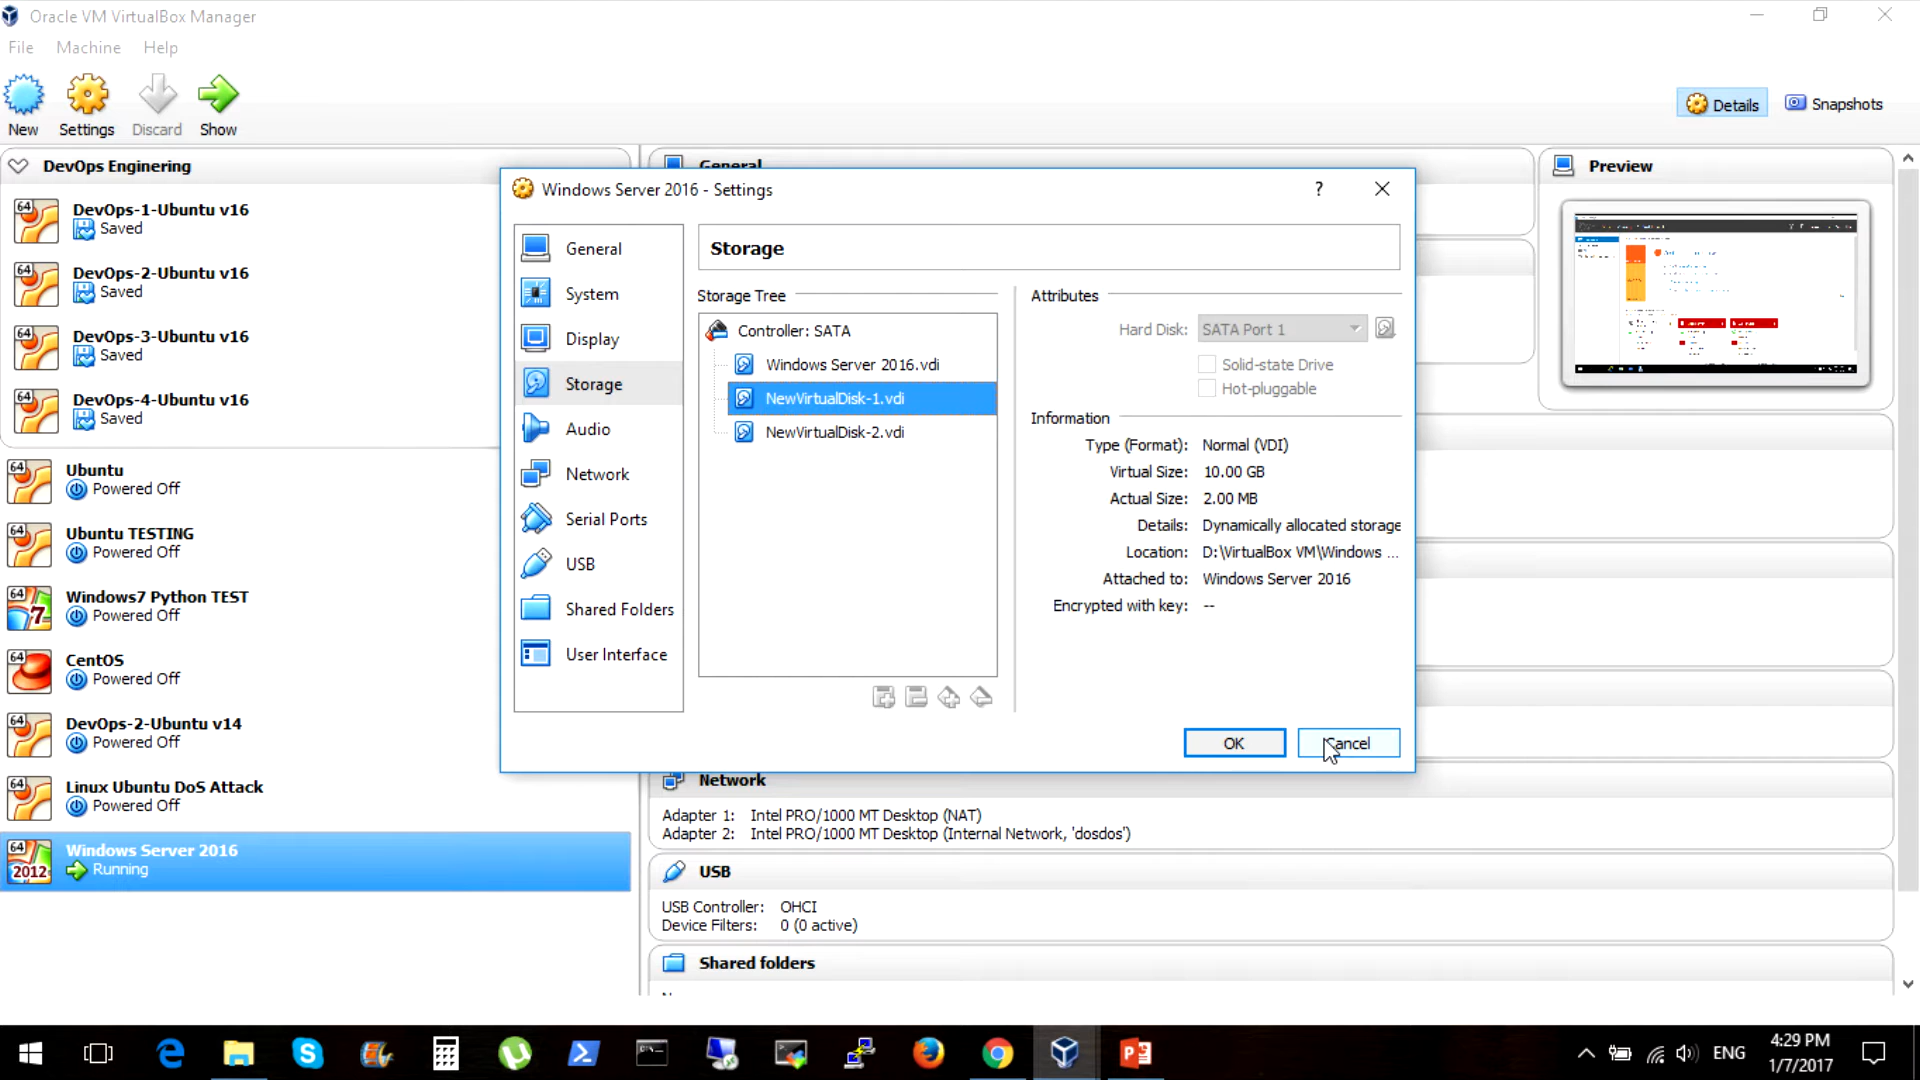 Oracle VM VirtualBox Manager
File Machine Help
New Settings Discard Show
Details Snapshots
DevOps Enginering
DevOps-1-Ubuntu v16
Saved
DevOps-2-Ubuntu v16
Saved
DevOps-3-Ubuntu v16
Saved
DevOps-4-Ubuntu v16
Saved
Ubuntu
Powered Off
Ubuntu TESTING
Powered Off
Windows7 Python TEST
Powered Off
CentOS
Powered Off
DevOps-2-Ubuntu v14
Powered Off
Linux Ubuntu DoS Attack
Powered Off
Windows Server 2016
Running
General
Preview
Windows Server 2016 - Settings
General
System
Display
Storage
Audio
Network
Serial Ports
USB
Shared Folders
User Interface
Storage
Storage Tree
Controller: SATA
Windows Server 2016.vdi
NewVirtualDisk-1.vdi
NewVirtualDisk-2.vdi
Attributes
Hard Disk: SATA Port 1
Solid-state Drive
Hot-pluggable
Information
Type (Format): Normal (VDI)
Virtual Size: 10.00 GB
Actual Size: 2.00 MB
Details: Dynamically allocated storage
Location: D:\VirtualBox VM\Windows ...
Attached to: Windows Server 2016
Encrypted with key: --
OK Cancel
Network
Adapter 1: Intel PRO/1000 MT Desktop (NAT)
Adapter 2: Intel PRO/1000 MT Desktop (Internal Network, 'dosdos')
USB
USB Controller: OHCI
Device Filters: 0 (0 active)
Shared folders
ENG
4:29 PM
1/7/2017